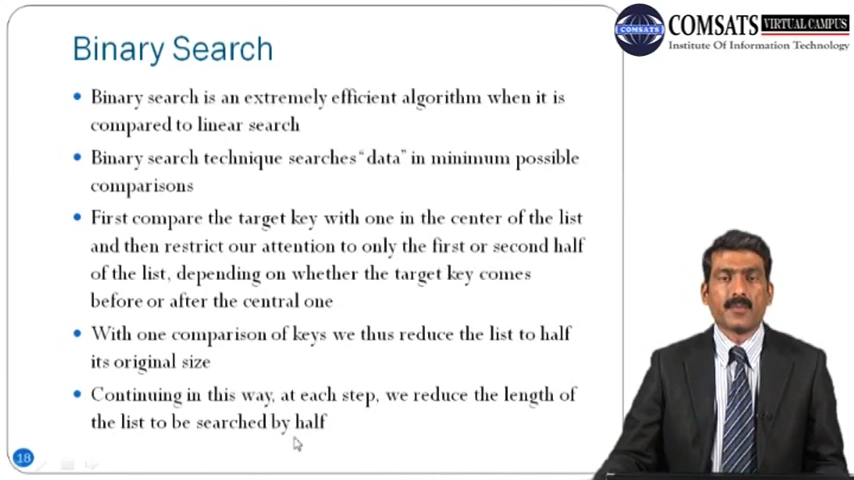 Binary Search
COMSATS VIRTUAL CAMPUS
Institute Of Information Technology
COMSATS
• Binary search is an extremely efficient algorithm when it is
compared to linear search
• Binary search technique searches "data" in minimum possible
comparisons
• First compare the target key with one in the center of the list
and then restrict our attention to only the first or second half
of the list, depending on whether the target key comes
before or after the central one
• With one comparison of keys we thus reduce the list to half
its original size
• Continuing in this way, at each step, we reduce the length of
the list to be searched by half
18